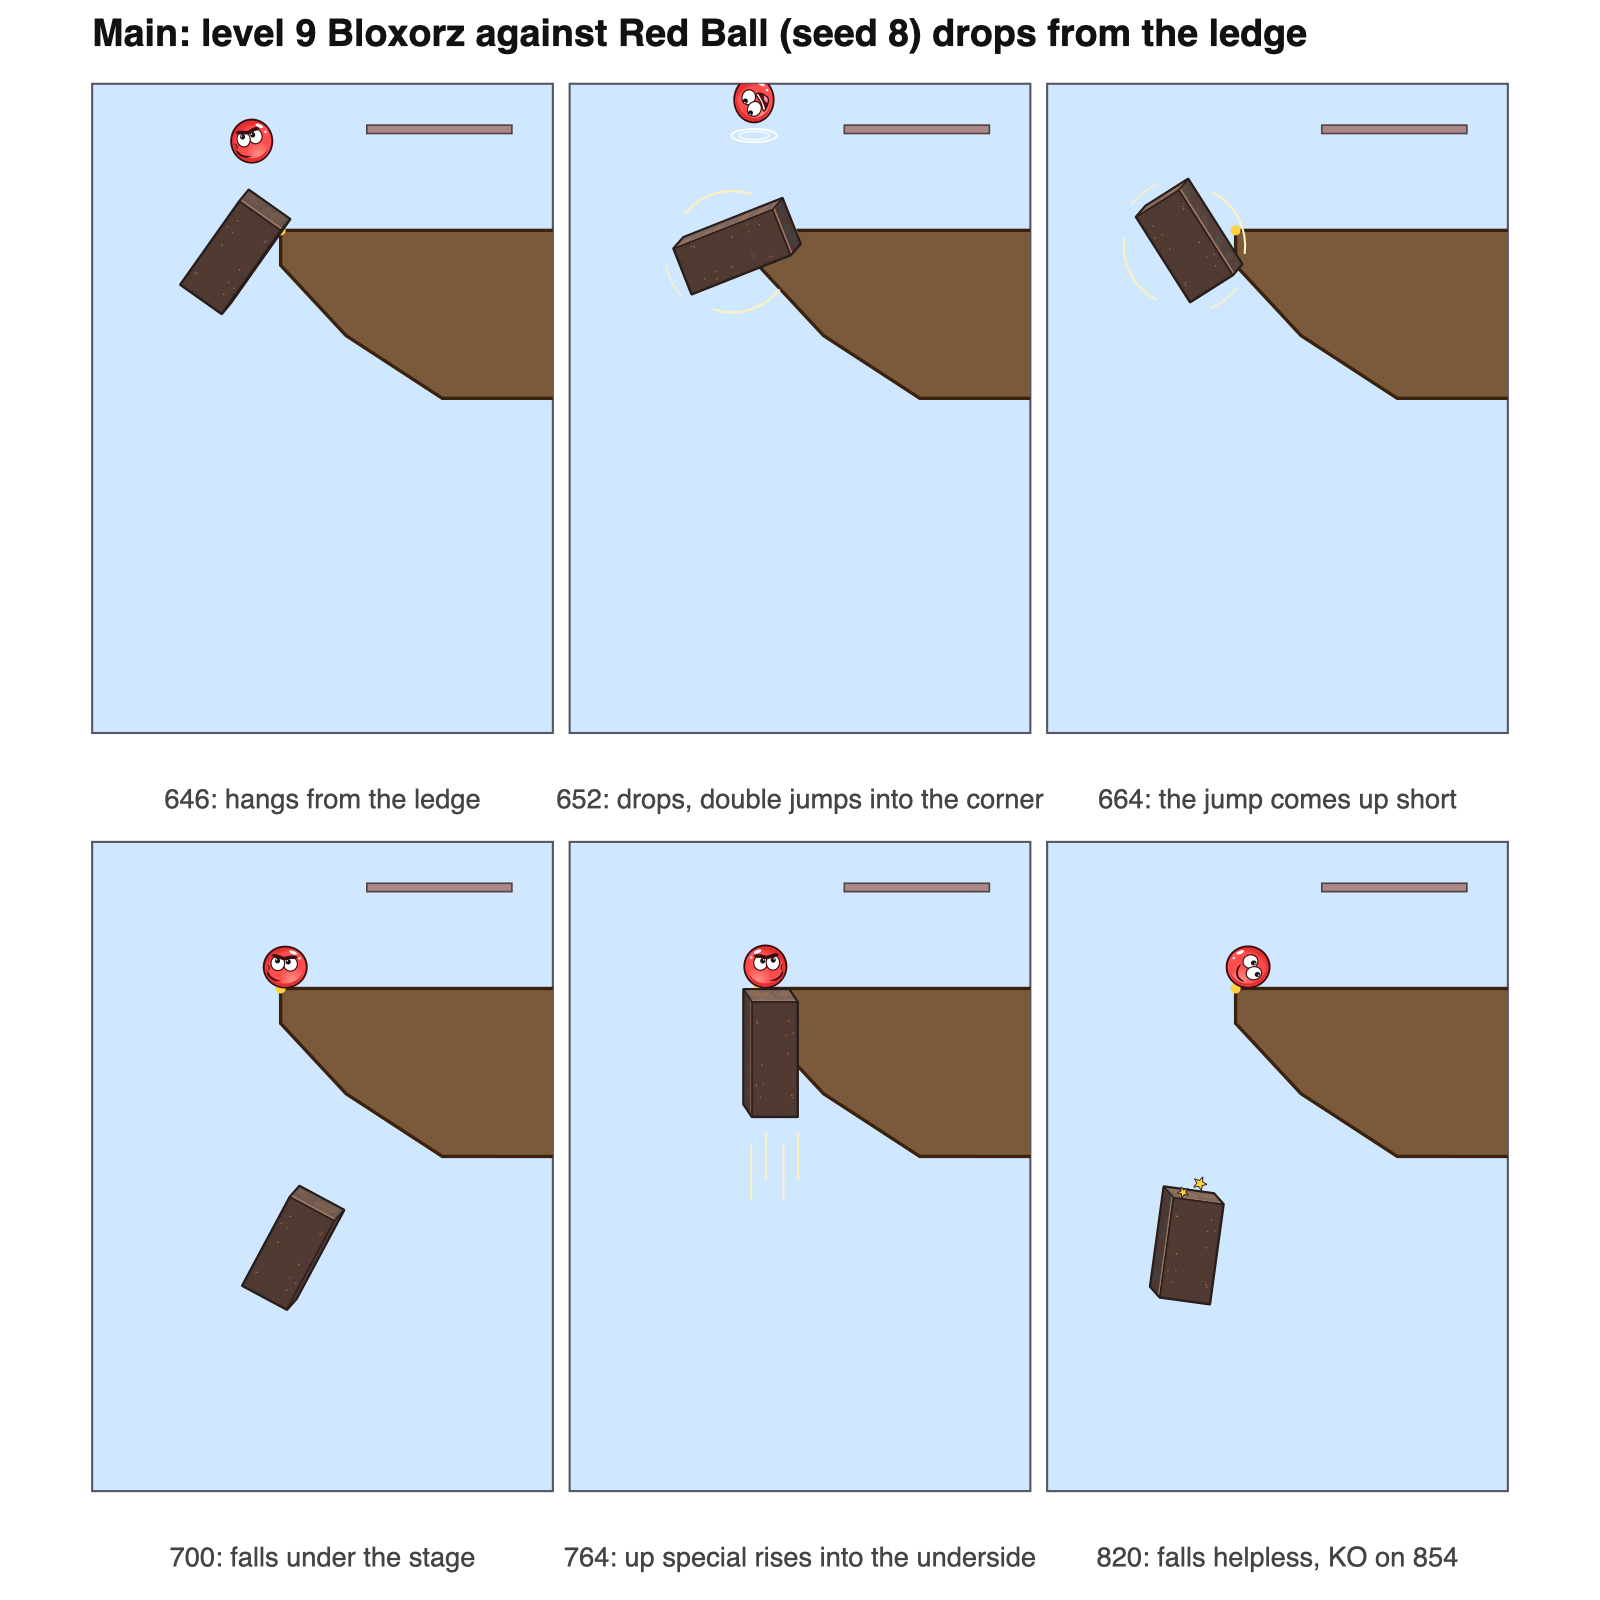 Main: level 9 Bloxorz against Red Ball (seed 8) drops from the ledge
646: hangs from the ledge
652: drops, double jumps into the corner
664: the jump comes up short
700: falls under the stage
764: up special rises into the underside
820: falls helpless, KO on 854